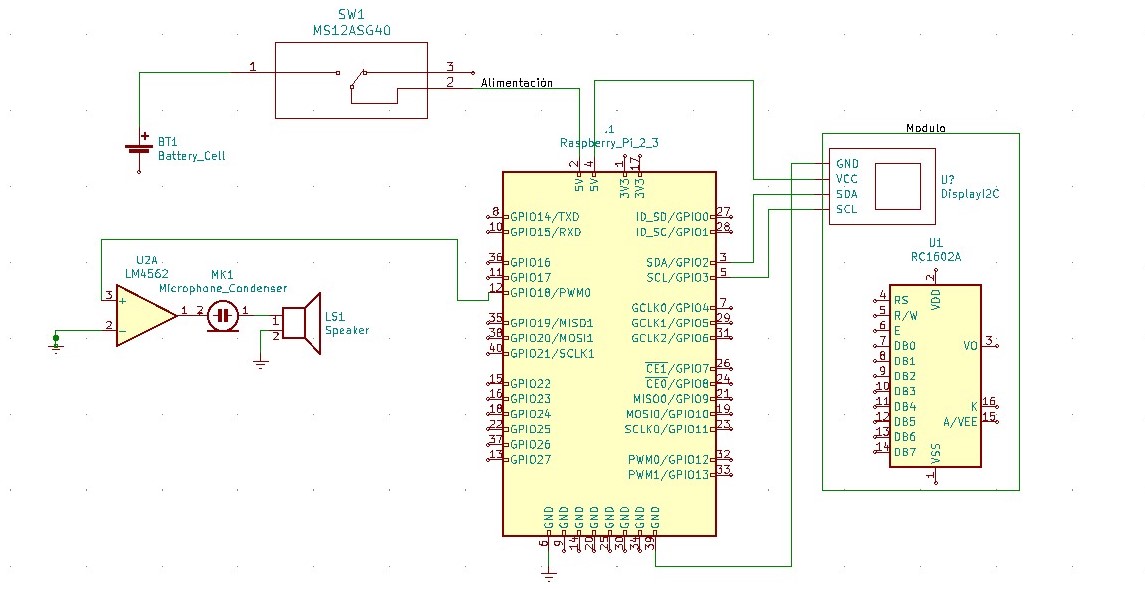 SW1
MS12ASG40
1
3
2
Alimentación
BT1
Battery_Cell
J1
Raspberry_Pi_2_3
2
4
1
17
5V
5V
3V3
3V3
8
GPIO14/TXD
10
GPIO15/RXD
36
GPIO16
11
GPIO17
12
GPIO18/PWM0
35
GPIO19/MISO1
38
GPIO20/MOSI1
40
GPIO21/SCLK1
15
GPIO22
16
GPIO23
18
GPIO24
22
GPIO25
37
GPIO26
13
GPIO27
ID_SD/GPIO0
27
ID_SC/GPIO1
28
SDA/GPIO2
3
SCL/GPIO3
5
GCLK0/GPIO4
7
GCLK1/GPIO5
29
GCLK2/GPIO6
31
CE1/GPIO7
26
CE0/GPIO8
24
MISO0/GPIO9
21
MOSI0/GPIO10
19
SCLK0/GPIO11
23
PWM0/GPIO12
32
PWM1/GPIO13
33
GND
GND
GND
GND
GND
GND
GND
GND
6
9
14
20
25
30
34
39
U2A
LM4562
3
+
2
-
1
MK1
Microphone_Condenser
2
1
1
2
LS1
Speaker
Modulo
GND
VCC
SDA
SCL
U?
DisplayI2C
U1
RC1602A
2
VDD
4
RS
5
R/W
6
E
7
DB0
8
DB1
9
DB2
10
DB3
11
DB4
12
DB5
13
DB6
14
DB7
VO
3
K
16
A/VEE
15
VSS
1